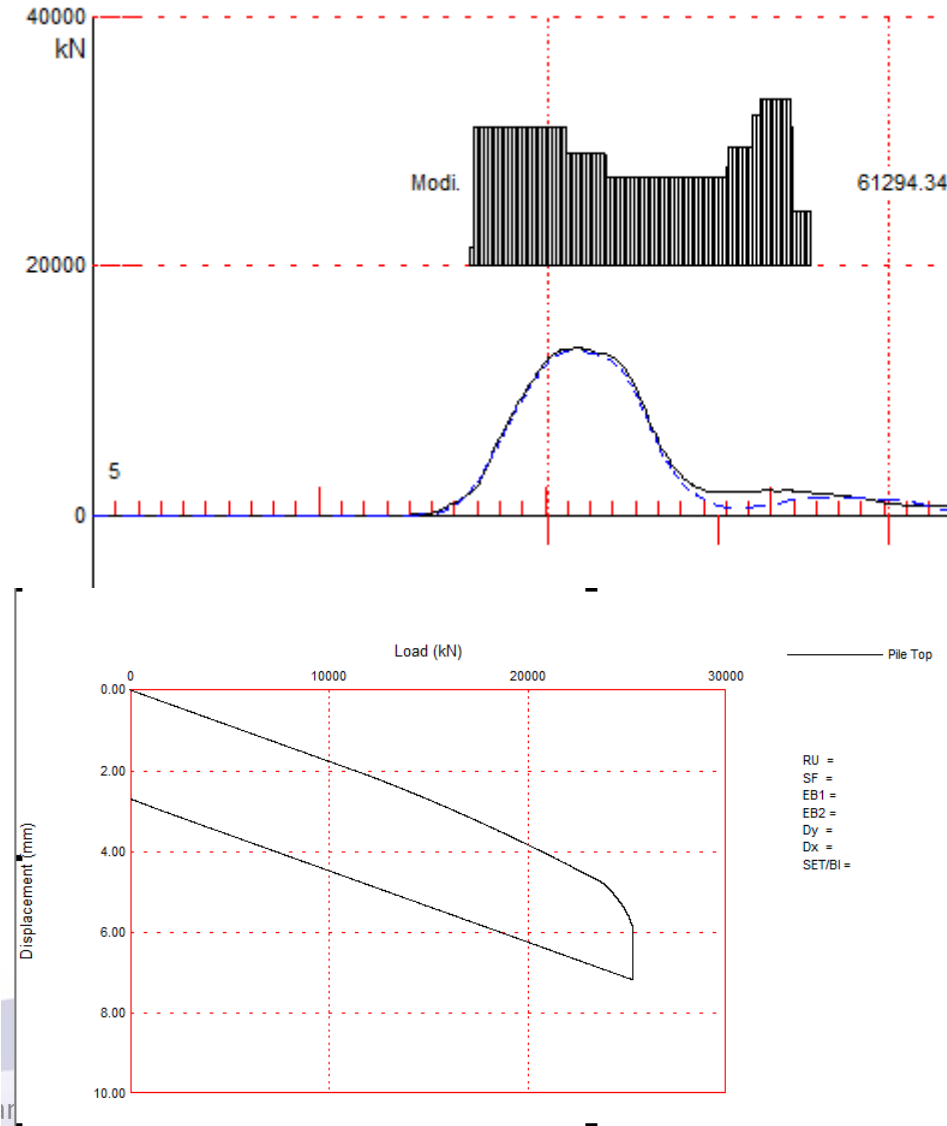 40000
kN
Modi.
61294.34
20000
5
0
Load (kN)
Pile Top
0
10000
20000
30000
0.00
2.00
4.00
6.00
8.00
10.00
Displacement (mm)
RU =
SF =
EB1 =
EB2 =
Dy =
Dx =
SET/Bl =